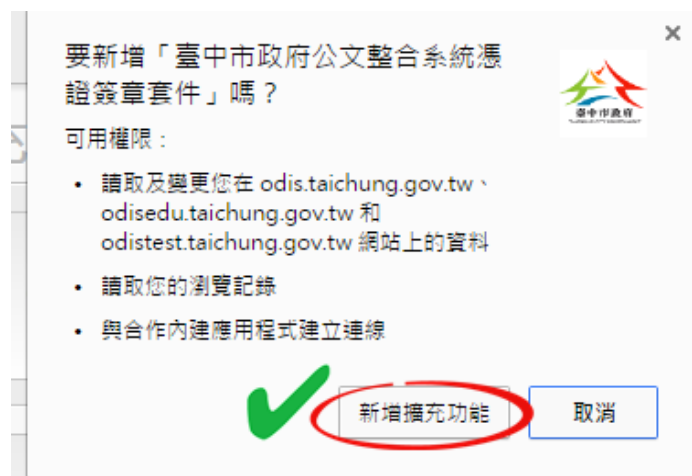 要新增「臺中市政府公文整合系統憑
證簽章套件」嗎？
臺中市政府
可用權限：
• 讀取及變更您在 odis.taichung.gov.tw、
odisedu.taichung.gov.tw 和
odistest.taichung.gov.tw 網站上的資料
• 讀取您的瀏覽記錄
• 與合作內建應用程式建立連線
新增擴充功能
取消